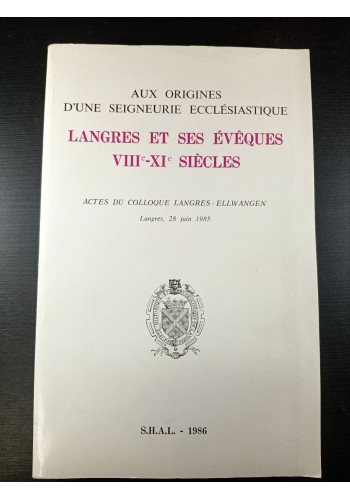 AUX ORIGINES
D'UNE SEIGNEURIE ECCLÉSIASTIQUE
LANGRES ET SES ÉVÊQUES
VIIIe-XIe SIÈCLES
ACTES DU COLLOQUE LANGRES - ELLWANGEN
Langres, 28 juin 1985
S.H.A.L. - 1986